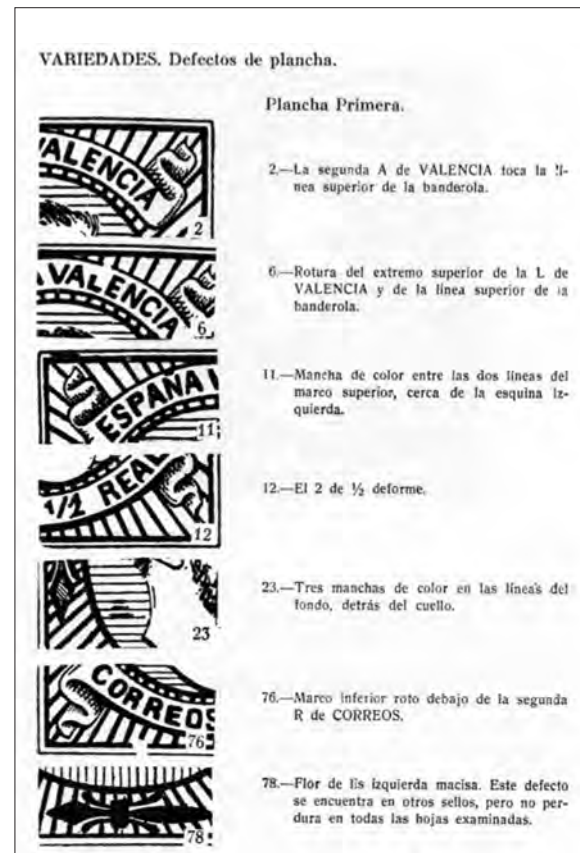 VARIEDADES. Defectos de plancha.
Plancha Primera.
VALENCIA
2
2.—La segunda A de VALENCIA toca la lí-
nea superior de la banderola.
A VALENCIA
6
6.—Rotura del extremo superior de la L de
VALENCIA y de la línea superior de la
banderola.
ESPANA V
11
11.—Mancha de color entre las dos líneas del
marco superior, cerca de la esquina iz-
quierda.
1/2 REAL
12
12.—El 2 de ½ deforme.
23
23.—Tres manchas de color en las líneas del
fondo, detrás del cuello.
CORREOS
76
76.—Marco inferior roto debajo de la segunda
R de CORREOS.
78
78.—Flor de lis izquierda macisa. Este defecto
se encuentra en otros sellos, pero no per-
dura en todas las hojas examinadas.